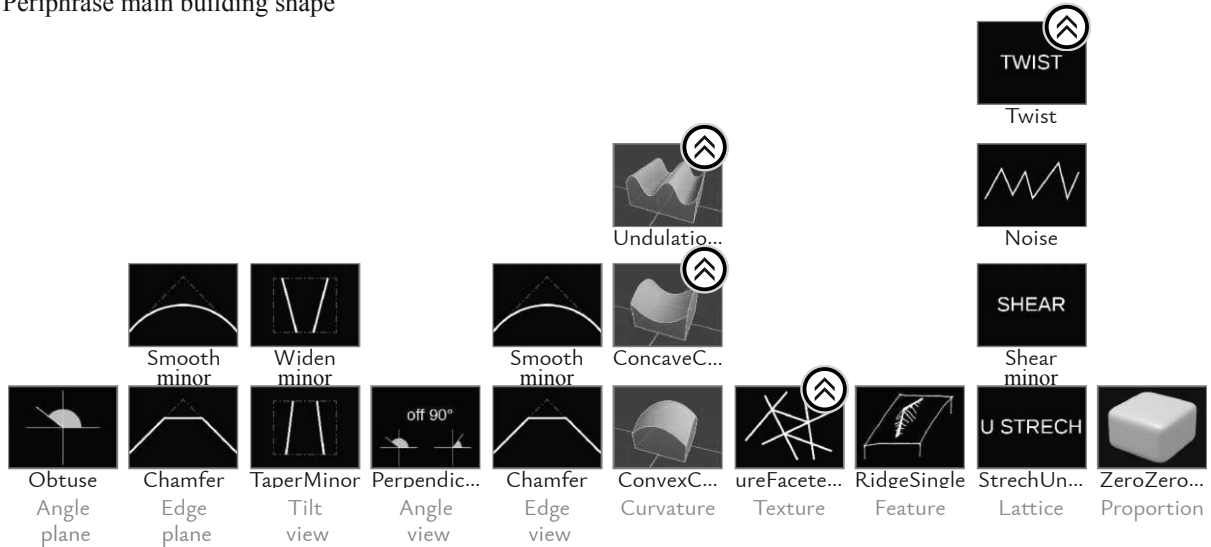 Periphrase main building shape
TWIST
Twist
Undulatio...
Noise
SHEAR
Smooth
minor
Widen
minor
Smooth
minor
ConcaveC...
Shear
minor
off 90°
U STRECH
Obtuse
Chamfer
TaperMinor
Perpendic...
Chamfer
ConvexC...
ureFacete...
RidgeSingle
StrechUn...
ZeroZero...
Angle
plane
Edge
plane
Tilt
view
Angle
view
Edge
view
Curvature
Texture
Feature
Lattice
Proportion